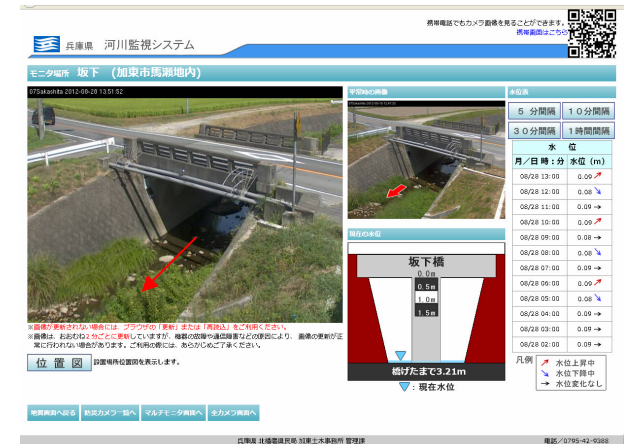 携帯電話でもカメラ画像を見ることができます。
携帯画面はこちら
兵庫県 河川監視システム
モニタ場所 坂下 (加東市馬瀬地内)
07Sakashita 2012-08-28 13:51:52
平常時の画像
水位表
5 分間隔 10分間隔
30分間隔 1時間間隔
水 位
月/日 時:分 水位 (m)
08/28 13:00 0.09 ↗
08/28 12:00 0.08 ↘
08/28 11:00 0.09 →
08/28 10:00 0.09 ↗
08/28 09:00 0.08 →
08/28 08:00 0.08 ↘
08/28 07:00 0.09 →
08/28 06:00 0.09 ↗
08/28 05:00 0.08 ↘
08/28 04:00 0.09 →
08/28 03:00 0.09 →
08/28 02:00 0.09 →
凡例 ↗ 水位上昇中
↘ 水位下降中
→ 水位変化なし
現在の水位
坂下橋
0.0m
0.5m
1.0m
1.5m
橋げたまで3.21m
▽:現在水位
※画像が更新されない場合には、ブラウザの「更新」または「再読込」をご利用ください。
※画像は、おおむね2分ごとに更新していますが、機器の故障や通信障害などの原因により、 画像の更新が正
常に行われない場合があります。ご利用の際には、あらかじめご了承ください。
位 置 図 設置場所位置図を表示します。
地図画面へ戻る 防災カメラ一覧へ マルチモニタ画面へ 全カメラ画面へ
兵庫県 北播磨県民局 加東土木事務所 管理課
電話/0795-42-9388